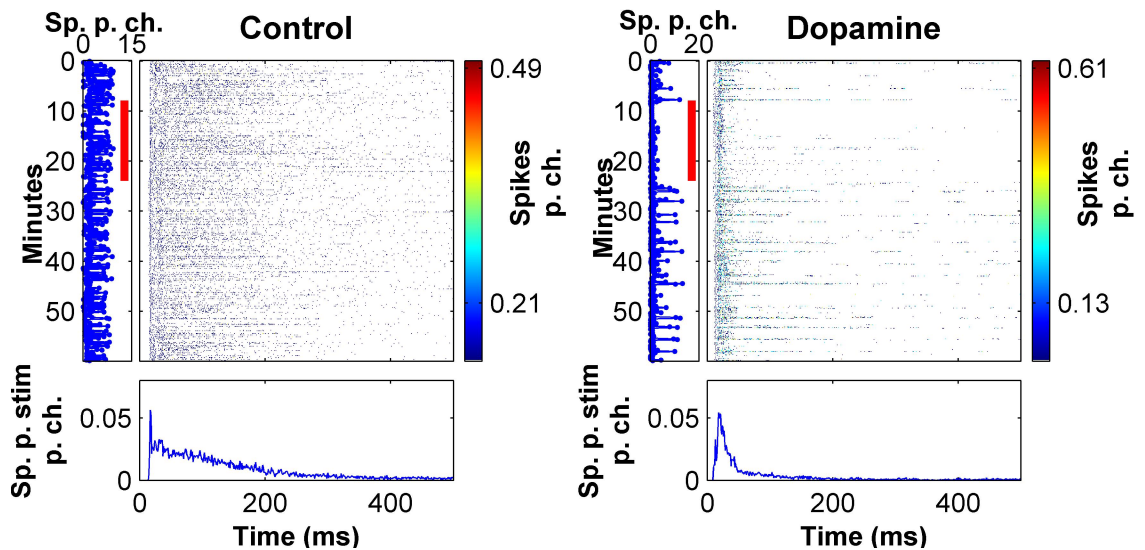 Sp. p. ch.
0 15
Control
0
10
20
30
40
50
Minutes
0.49
0.21
Spikes
p. ch.
0.05
0
Sp. p. stim
p. ch.
0 200 400
Time (ms)
Sp. p. ch.
0 20
Dopamine
0
10
20
30
40
50
Minutes
0.61
0.13
Spikes
p. ch.
0.05
0
Sp. p. stim
p. ch.
0 200 400
Time (ms)